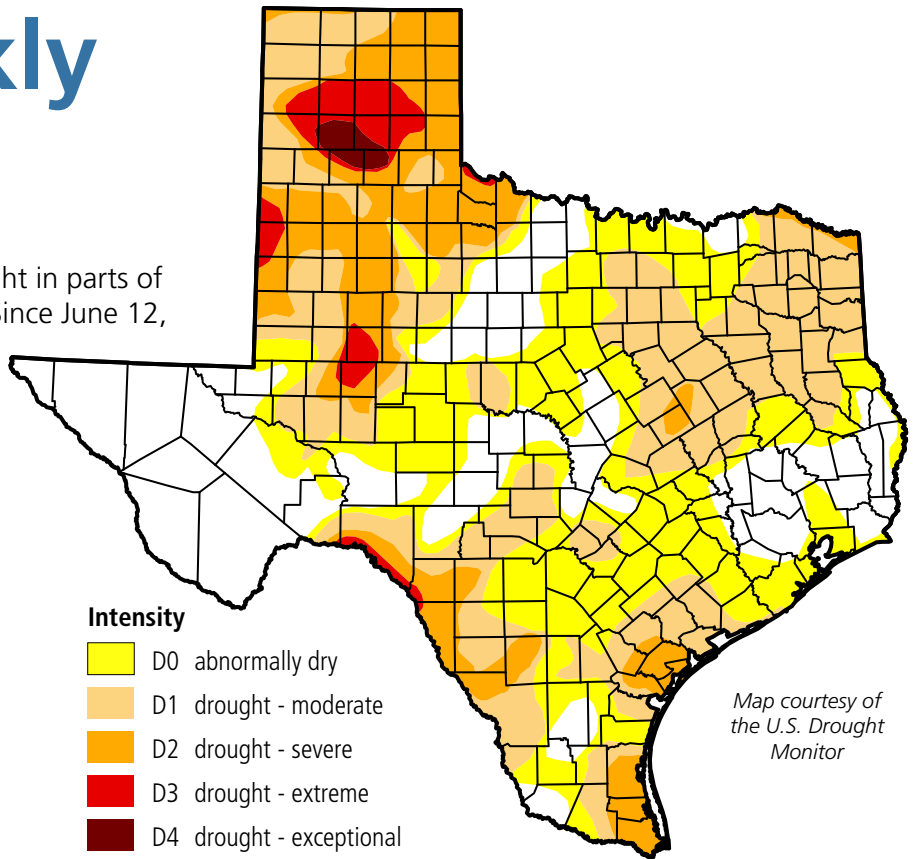 kly
ht in parts of
Since June 12,
Intensity
D0 abnormally dry
D1 drought - moderate
D2 drought - severe
D3 drought - extreme
D4 drought - exceptional
Map courtesy of
the U.S. Drought
Monitor